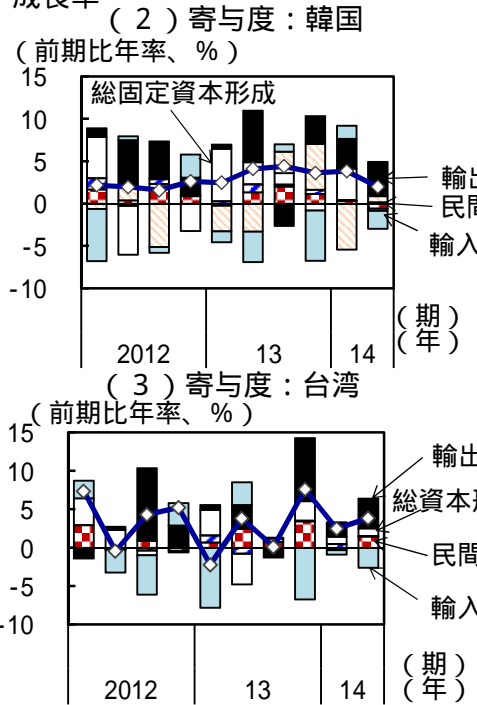 （２）寄与度：韓国
（前期比年率、％）
15
総固定資本形成
10
5
輸出
0
民間
-5
輸入
-10
（期）
2012 13 14
（年）
（３）寄与度：台湾
（前期比年率、％）
15
10
輸出
5
総資本形
0
民間
-5
輸入
-10
（期）
2012 13 14
（年）